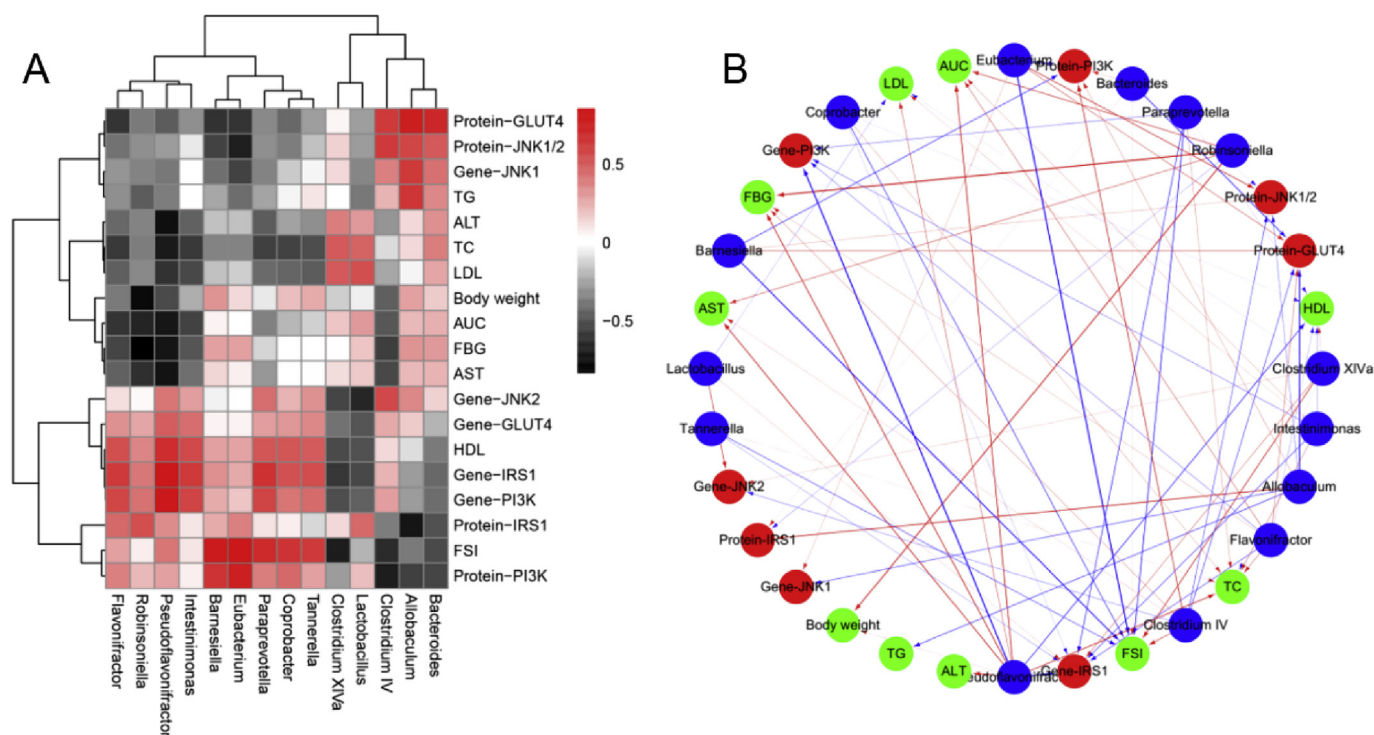 A
Protein−GLUT4
Protein−JNK1/2
Gene−JNK1
TG
ALT
TC
LDL
Body weight
AUC
FBG
AST
Gene−JNK2
Gene−GLUT4
HDL
Gene−IRS1
Gene−PI3K
Protein−IRS1
FSI
Protein−PI3K
0.5
0
−0.5
Flavonifractor
Robinsoniella
Pseudoflavonifractor
Intestinimonas
Barnesiella
Eubacterium
Paraprevotella
Coprobacter
Tannerella
Clostridium XIVa
Lactobacillus
Clostridium IV
Allobaculum
Bacteroides
B
Eubacterium
Protein-PI3K
AUC
Bacteroides
LDL
Coprobacter
Paraprevotella
Gene-PI3K
Robinsoniella
FBG
Protein-JNK1/2
Barnesiella
Protein-GLUT4
AST
HDL
Lactobacillus
Clostridium XIVa
Tannerella
Intestinimonas
Gene-JNK2
Allobaculum
Protein-IRS1
Flavonifractor
Gene-JNK1
TC
Body weight
Clostridium IV
TG
FSI
ALT
eudoflavonifrac
Gene-IRS1